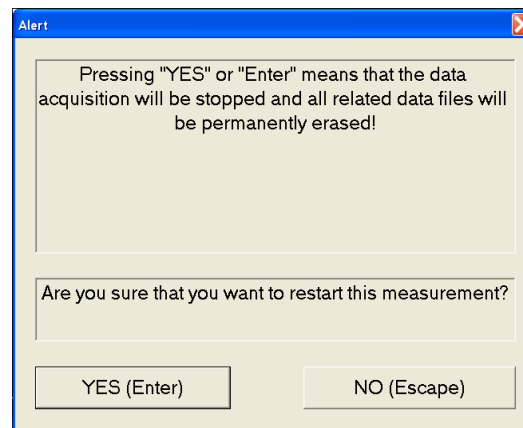 Alert
Pressing "YES" or "Enter" means that the data
acquisition will be stopped and all related data files will
be permanently erased!
Are you sure that you want to restart this measurement?
YES (Enter)
NO (Escape)